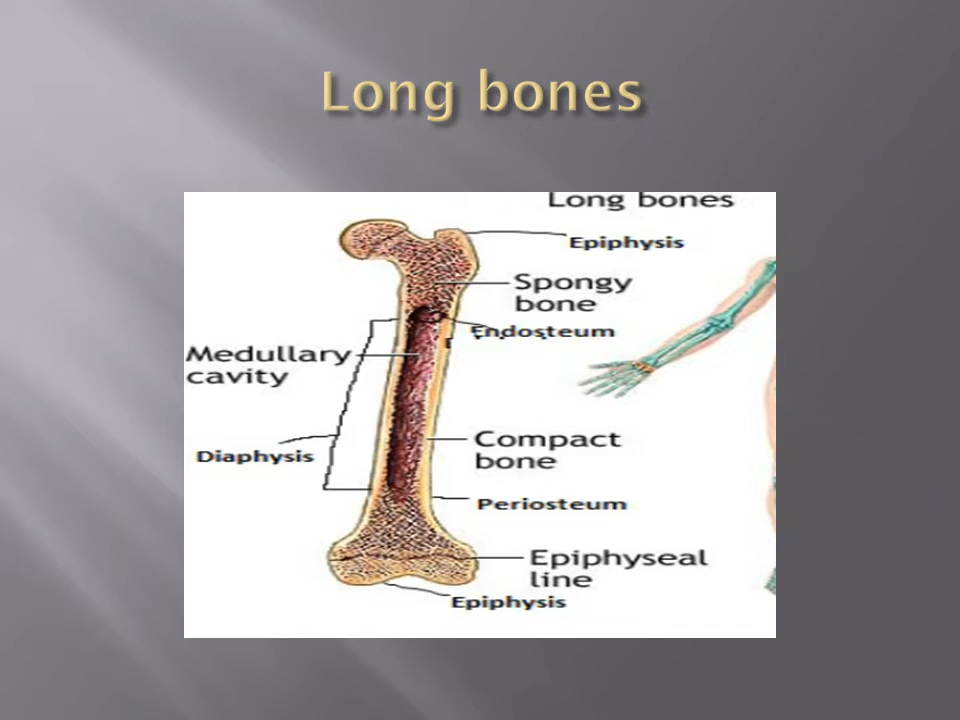 Long bones
Long bones
Epiphysis
Spongy
bone
Endosteum
Medullary
cavity
Compact
bone
Diaphysis
Periosteum
Epiphyseal
line
Epiphysis